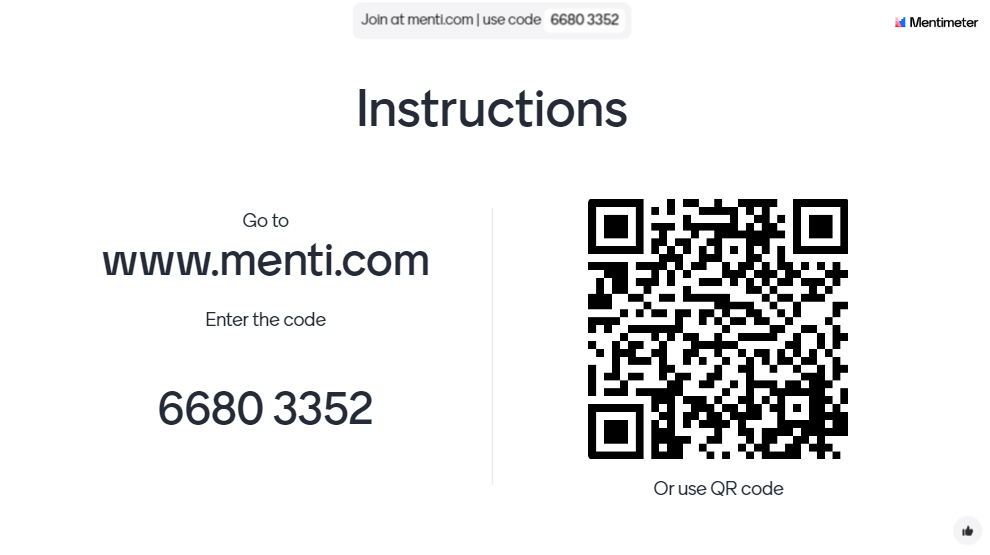 Join at menti.com | use code 6680 3352
Mentimeter
Instructions
Go to
www.menti.com
Enter the code
6680 3352
Or use QR code